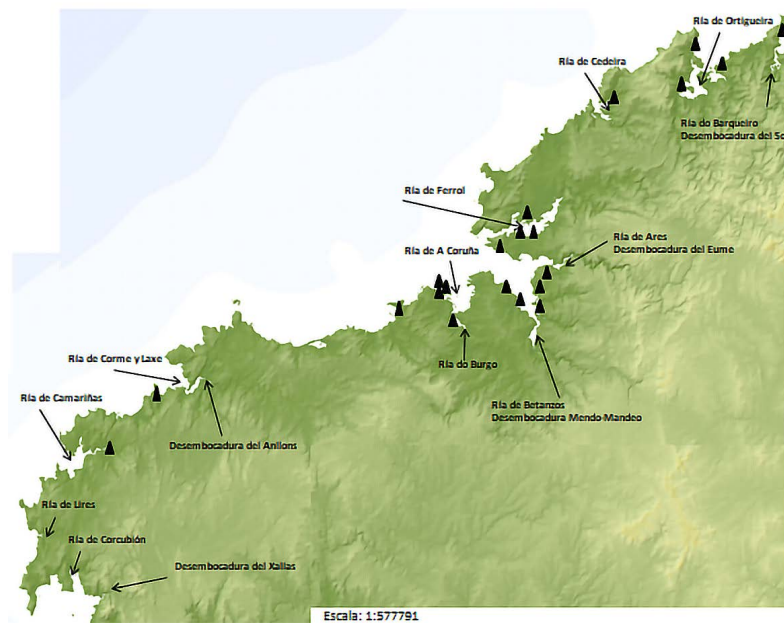 Ría de Ortigueira
Ría de Cedeira
Ría do Barqueiro
Desembocadura del So
Ría de Ferrol
Ría de Ares
Desembocadura del Eume
Ría de A Coruña
Ría de Corme y Laxe
Ría do Burgo
Ría de Camariñas
Ría de Betanzos
Desembocadura Mendo-Mandeo
Desembocadura del Anllons
Ría de Lires
Ría de Corcubión
Desembocadura del Xallas
Escala: 1:577791